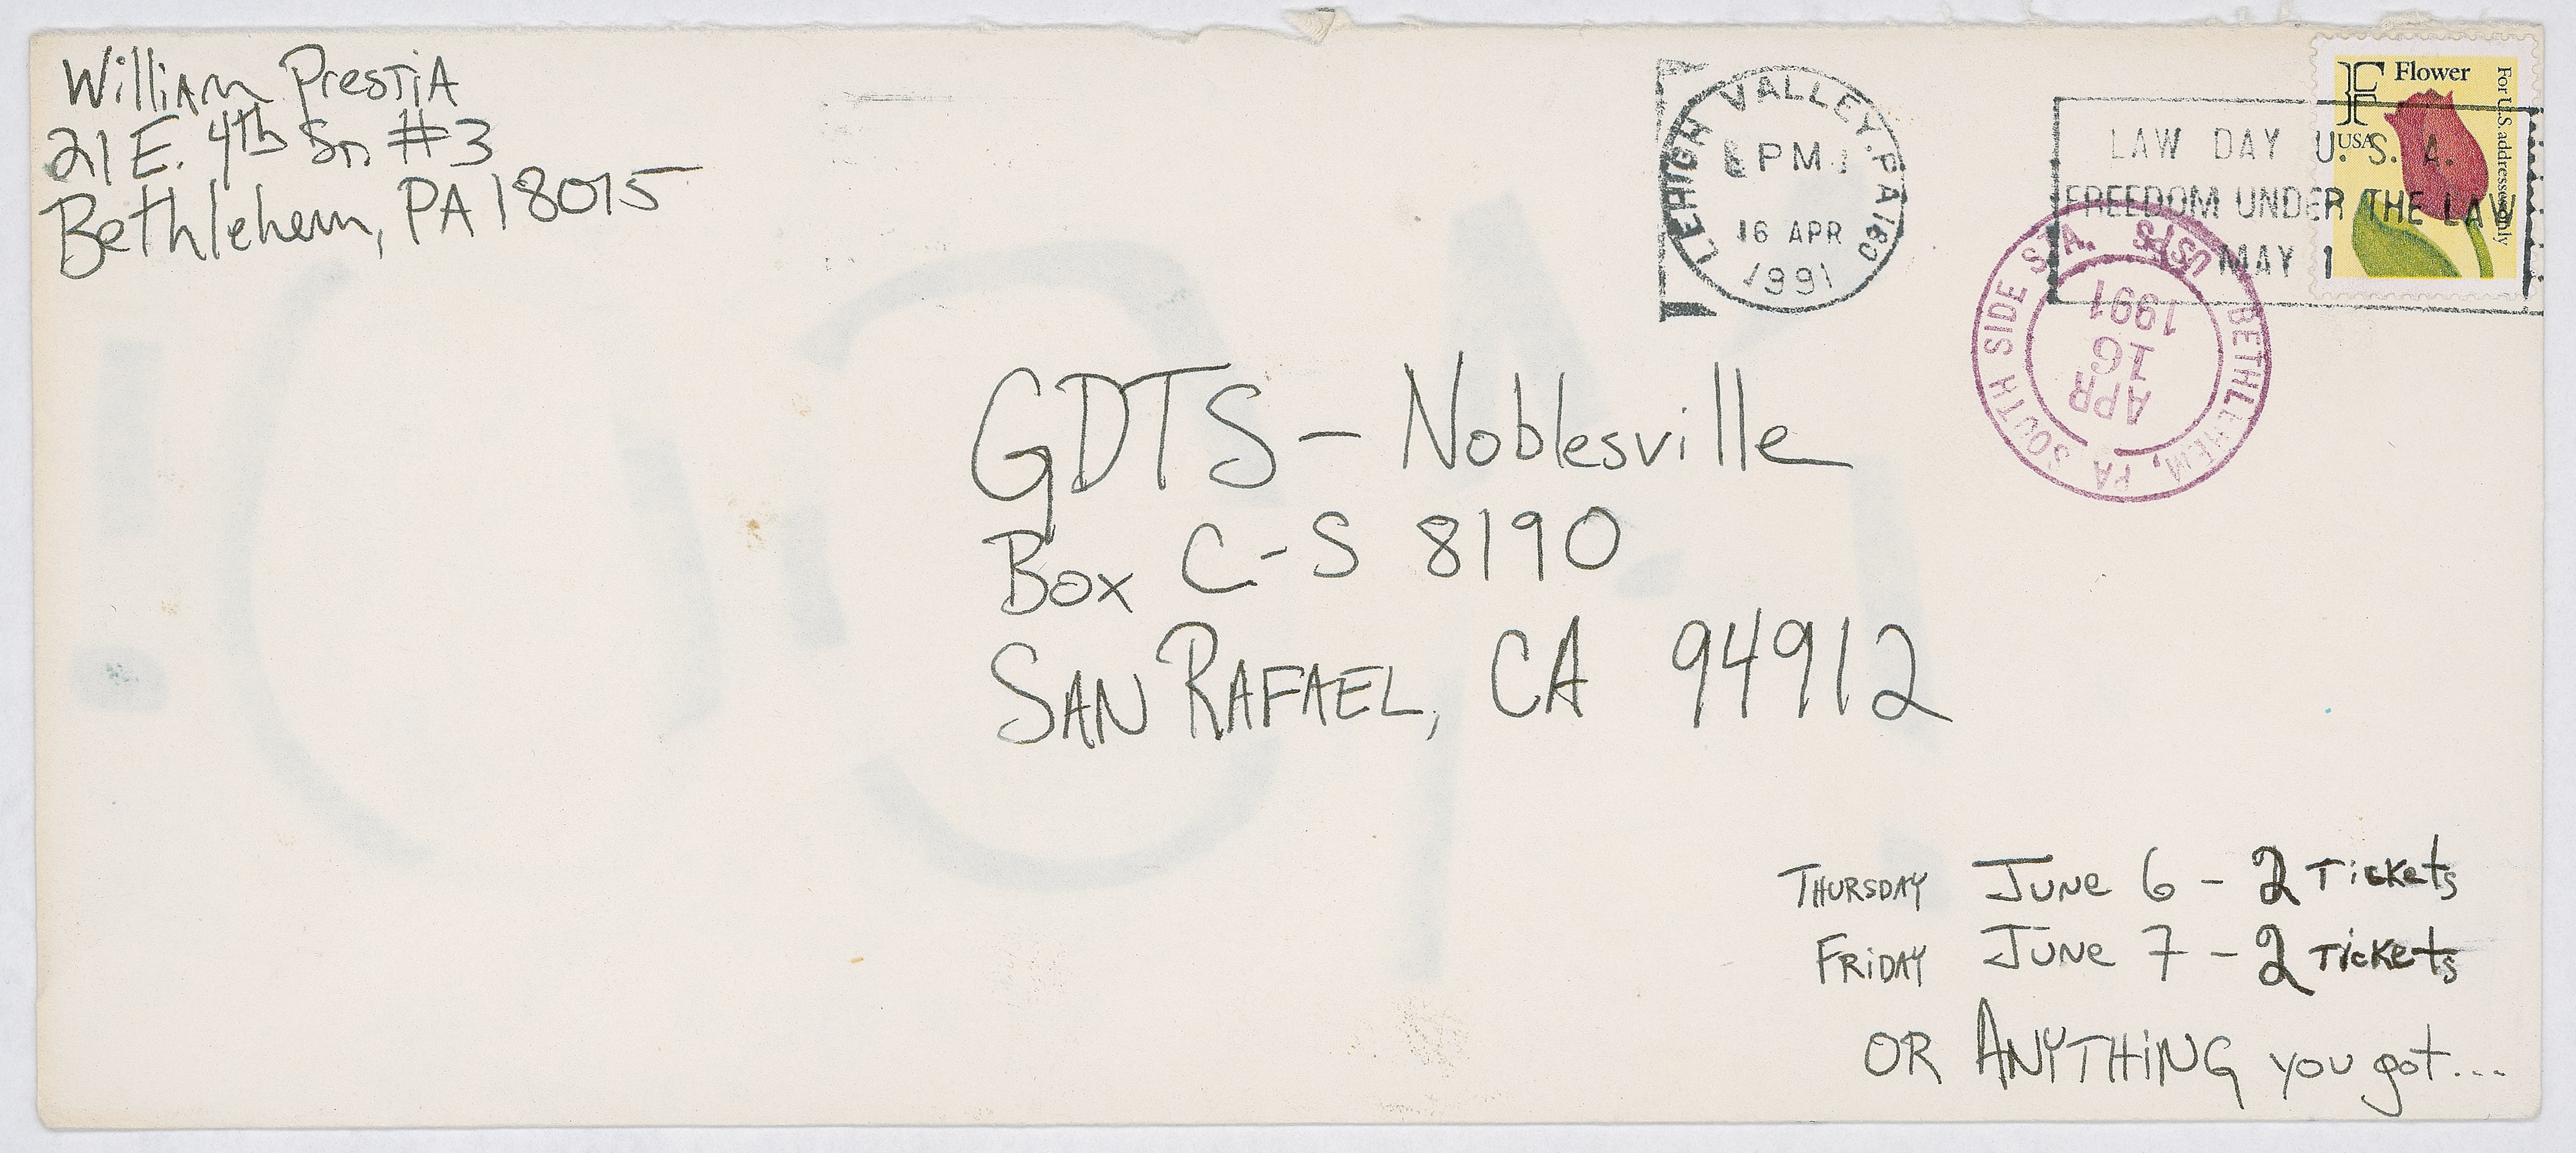 William Prestia
21 E. 4th St. #3
Bethlehem, PA 18015
LEHIGH VALLEY, PA 180
PM
16 APR
1991
LAW DAY U. S. A.
FREEDOM UNDER THE LAW
MAY 1
F Flower
USA
For U.S. addresses only
BETHLEHEM, PA SOUTH SIDE STA. USPS
APR
16
1991
GDTS - Noblesville
Box C-S 8190
SAN RAFAEL, CA 94912
THURSDAY JUNE 6 - 2 Tickets
FRiDAY JUNE 7 - 2 Tickets
OR ANYTHiNG you got...